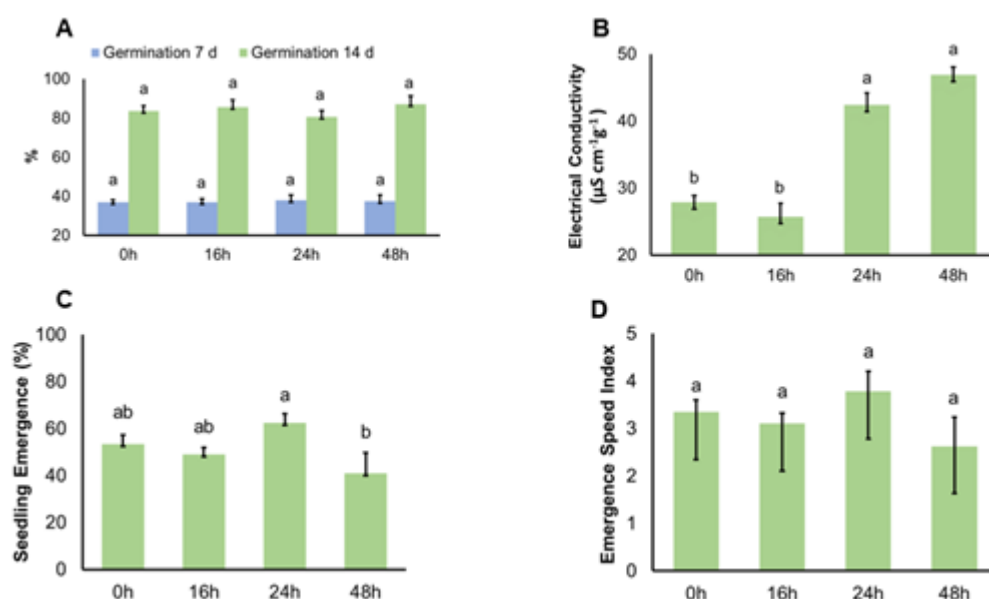 A
Germination 7 d Germination 14 d
100
80
60
40
20
%
a a a a
a a a a
0h 16h 24h 48h
B
50
40
30
20
Electrical Conductivity
(µS cm⁻¹g⁻¹)
b b a a
0h 16h 24h 48h
C
100
80
60
40
20
0
Seedling Emergence (%)
ab ab a b
0h 16h 24h 48h
D
5
4
3
2
1
0
Emergence Speed Index
a a a a
0h 16h 24h 48h